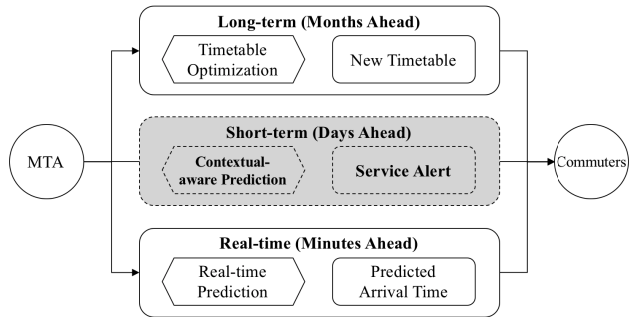 Long-term (Months Ahead)
Timetable
Optimization
New Timetable
Short-term (Days Ahead)
MTA
Contextual-
aware Prediction
Service Alert
Commuters
Real-time (Minutes Ahead)
Real-time
Prediction
Predicted
Arrival Time